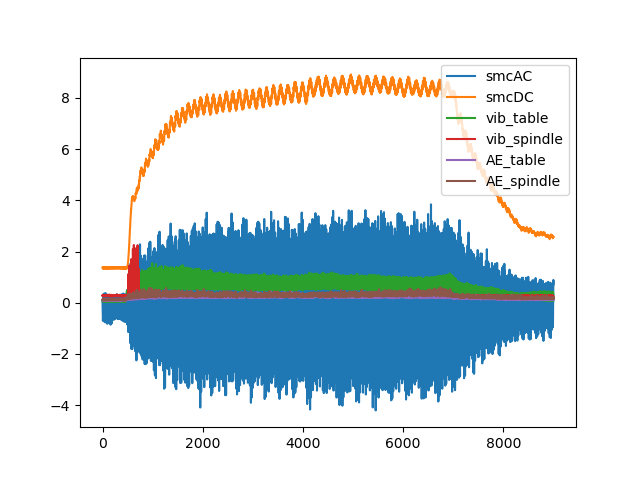 smcAC
smcDC
vib_table
vib_spindle
AE_table
AE_spindle
8
6
4
2
0
−2
−4
0 2000 4000 6000 8000